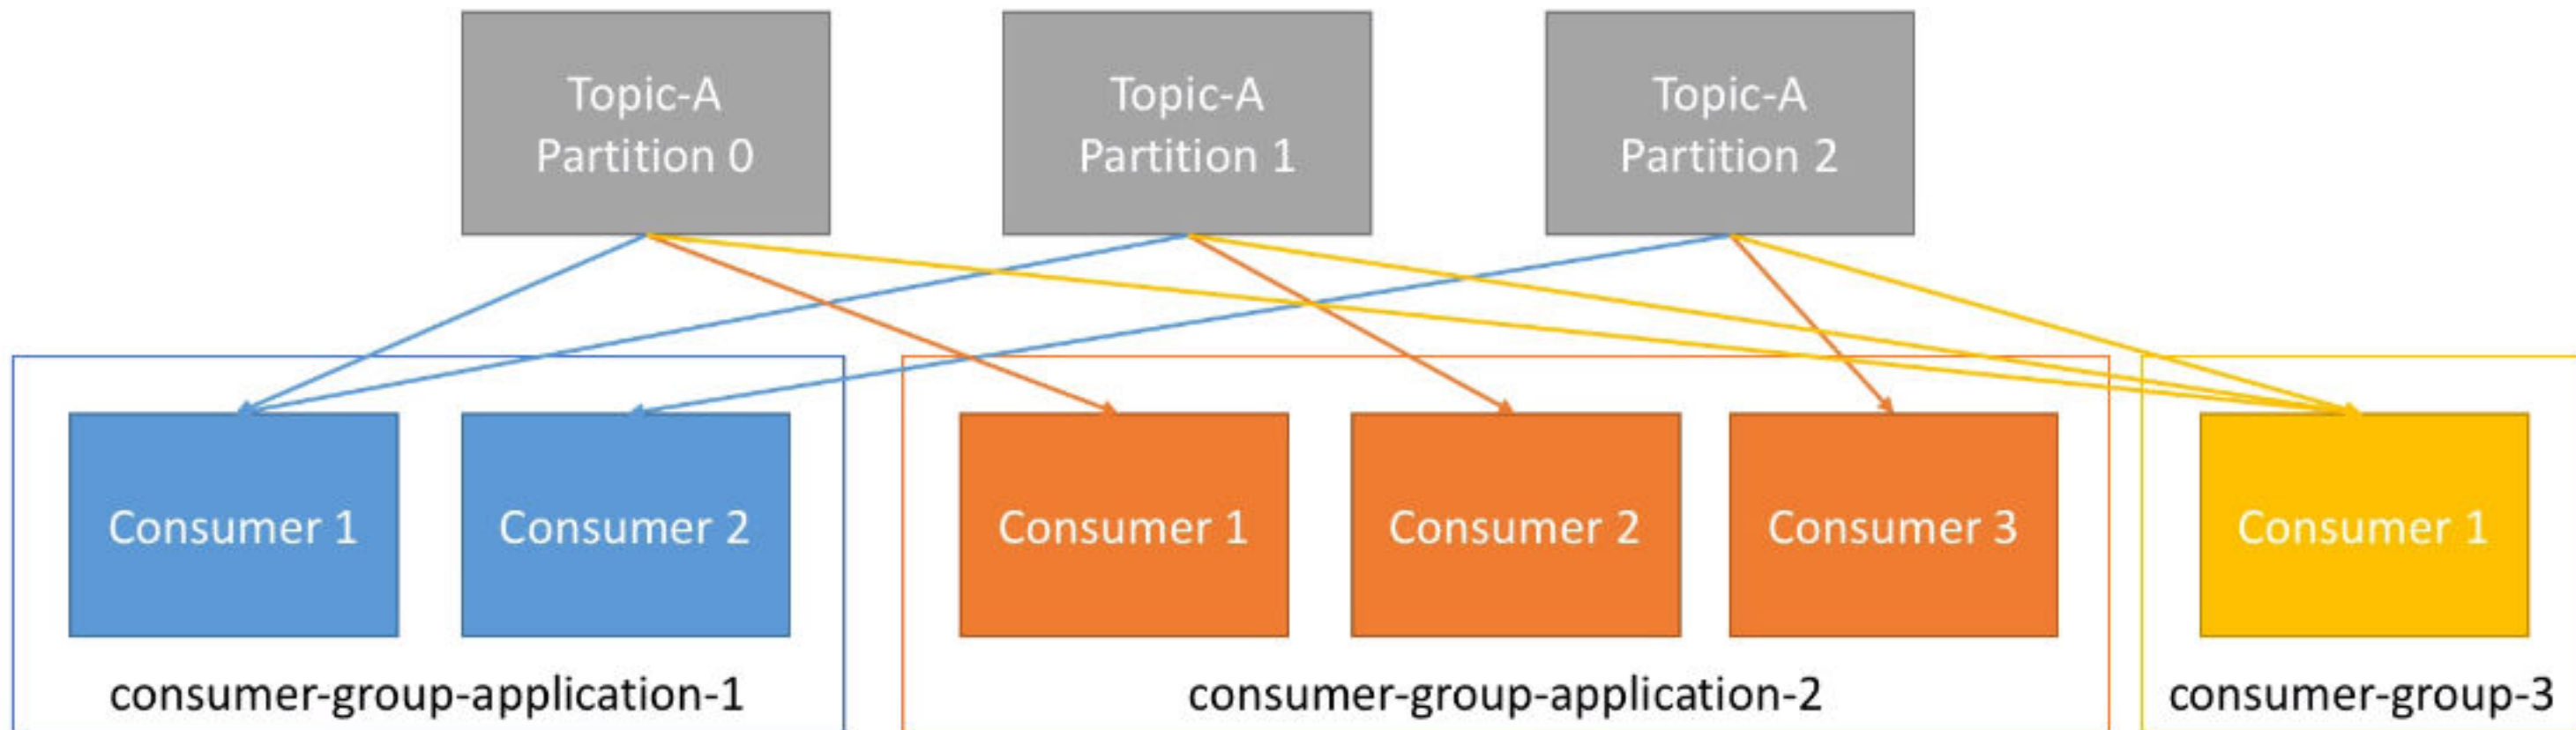 Topic-A
Partition 0
Topic-A
Partition 1
Topic-A
Partition 2
Consumer 1
Consumer 2
consumer-group-application-1
Consumer 1
Consumer 2
Consumer 3
consumer-group-application-2
Consumer 1
consumer-group-3